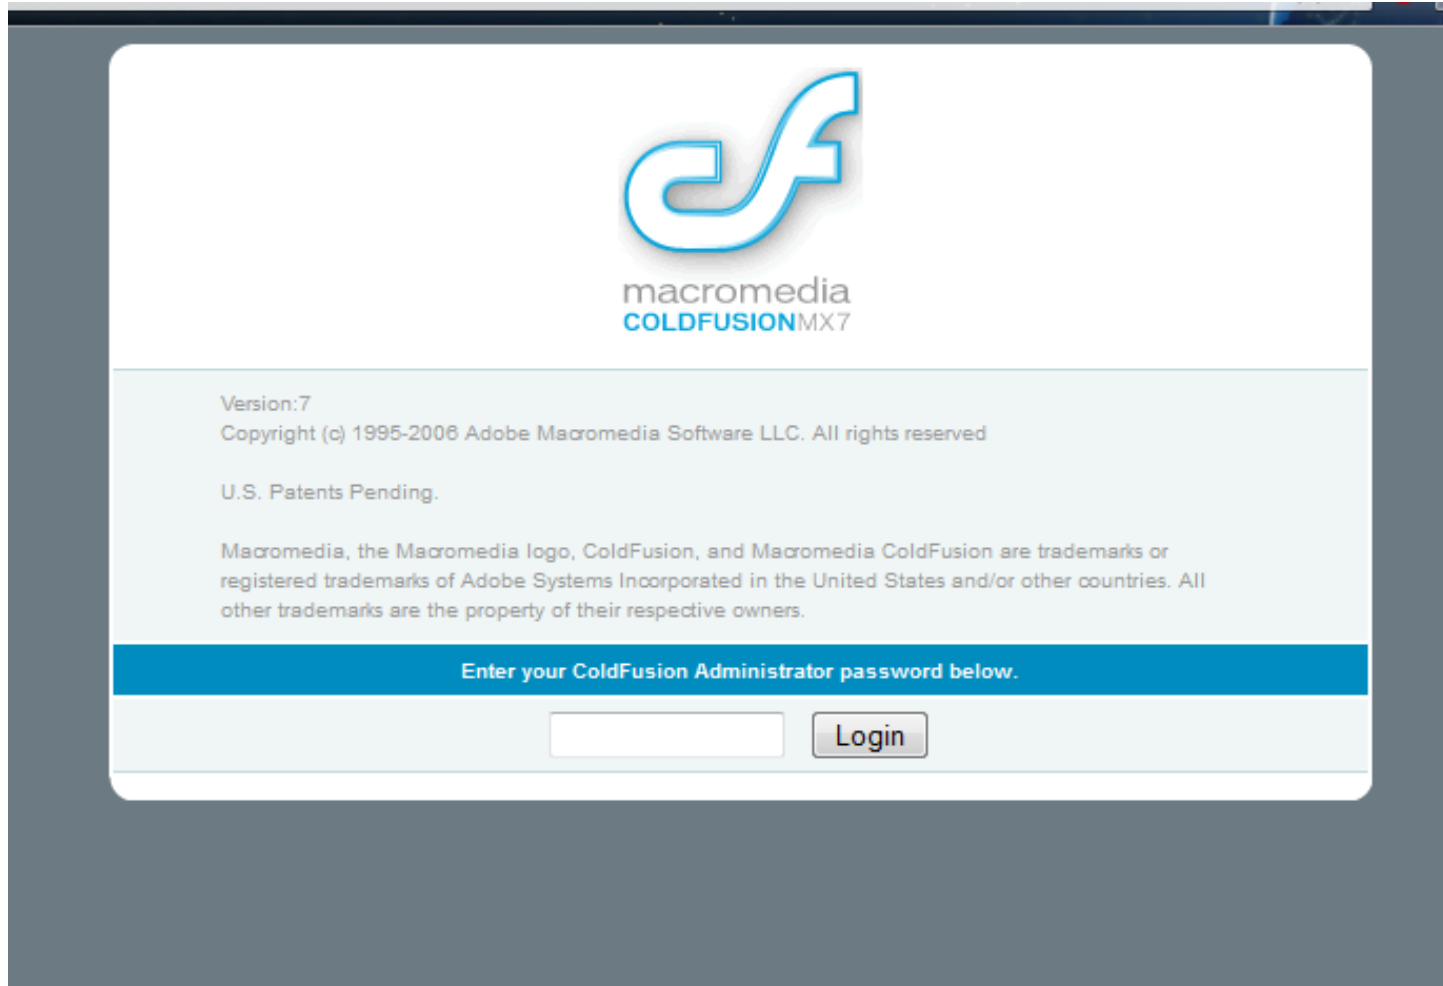 macromedia
COLDFUSIONMX7
Version:7
Copyright (c) 1995-2006 Adobe Macromedia Software LLC. All rights reserved
U.S. Patents Pending.
Macromedia, the Macromedia logo, ColdFusion, and Macromedia ColdFusion are trademarks or
registered trademarks of Adobe Systems Incorporated in the United States and/or other countries. All
other trademarks are the property of their respective owners.
Enter your ColdFusion Administrator password below.
Login